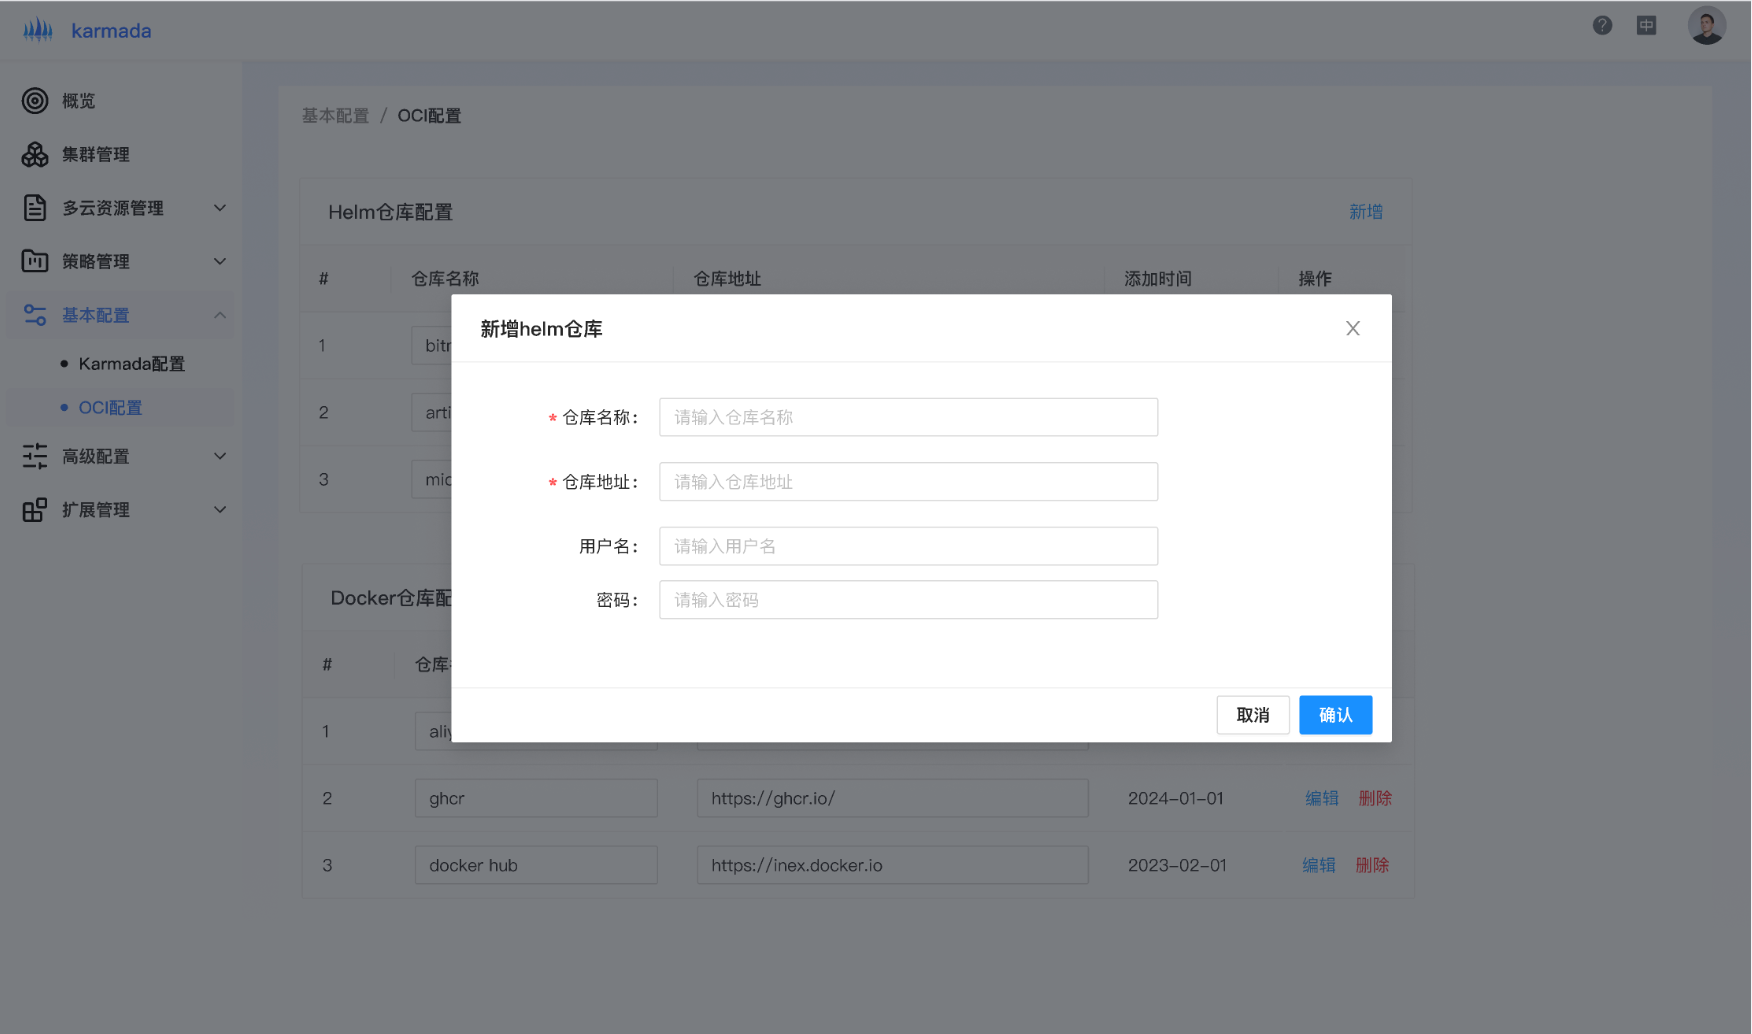 karmada
中
概览
集群管理
多云资源管理
策略管理
基本配置
Karmada配置
OCI配置
高级配置
扩展管理
基本配置 / OCI配置
Helm仓库配置
新增
# 仓库名称 仓库地址 添加时间 操作
1 bitn
2 arti
3 mic
新增helm仓库
* 仓库名称: 请输入仓库名称
* 仓库地址: 请输入仓库地址
用户名: 请输入用户名
密码: 请输入密码
取消 确认
Docker仓库配
# 仓库
1 aliy
2 ghcr https://ghcr.io/ 2024-01-01 编辑 删除
3 docker hub https://inex.docker.io 2023-02-01 编辑 删除